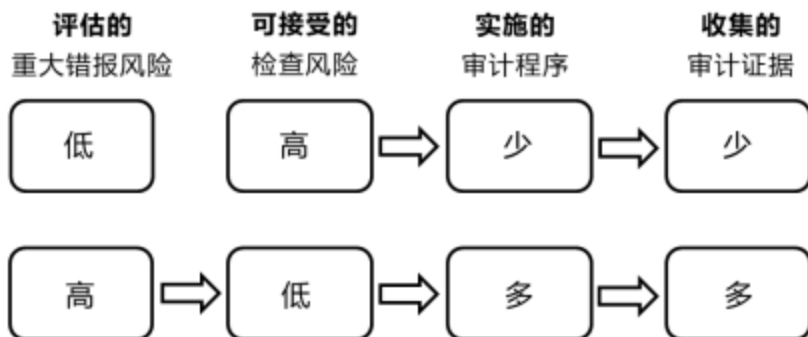 评估的 可接受的 实施的 收集的
重大错报风险 检查风险 审计程序 审计证据
低 高 少 少
高 低 多 多